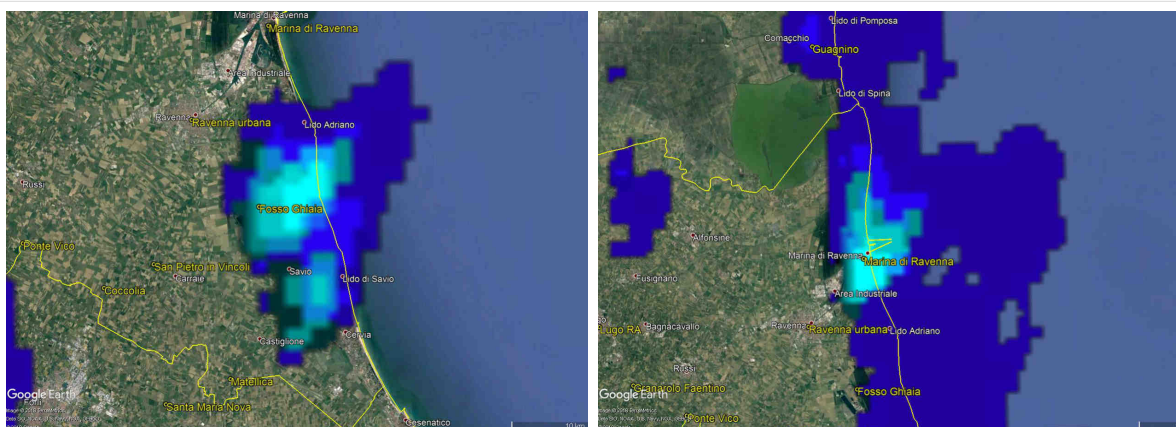 Marina di Ravenna
Marina di Ravenna
Area Industriale
Ravenna
Ravenna urbana
Lido Adriano
Russi
Fosso Ghiaia
Ponte Vico
San Pietro in Vincoli
Carraie
Savio
Lido di Savio
Coccolia
Cervia
Castiglione
Matellica
Google Earth
Santa Maria Nova
Cesenatico
10 km
Lido di Pomposa
Comacchio
Guagnino
Lido di Spina
Alfonsine
Marina di Ravenna
Marina di Ravenna
Fusignano
Area Industriale
Lugo RA
Bagnacavallo
Ravenna
Ravenna urbana
Lido Adriano
Russi
Granarolo Faentino
Fosso Ghiaia
Google Earth
Ponte Vico